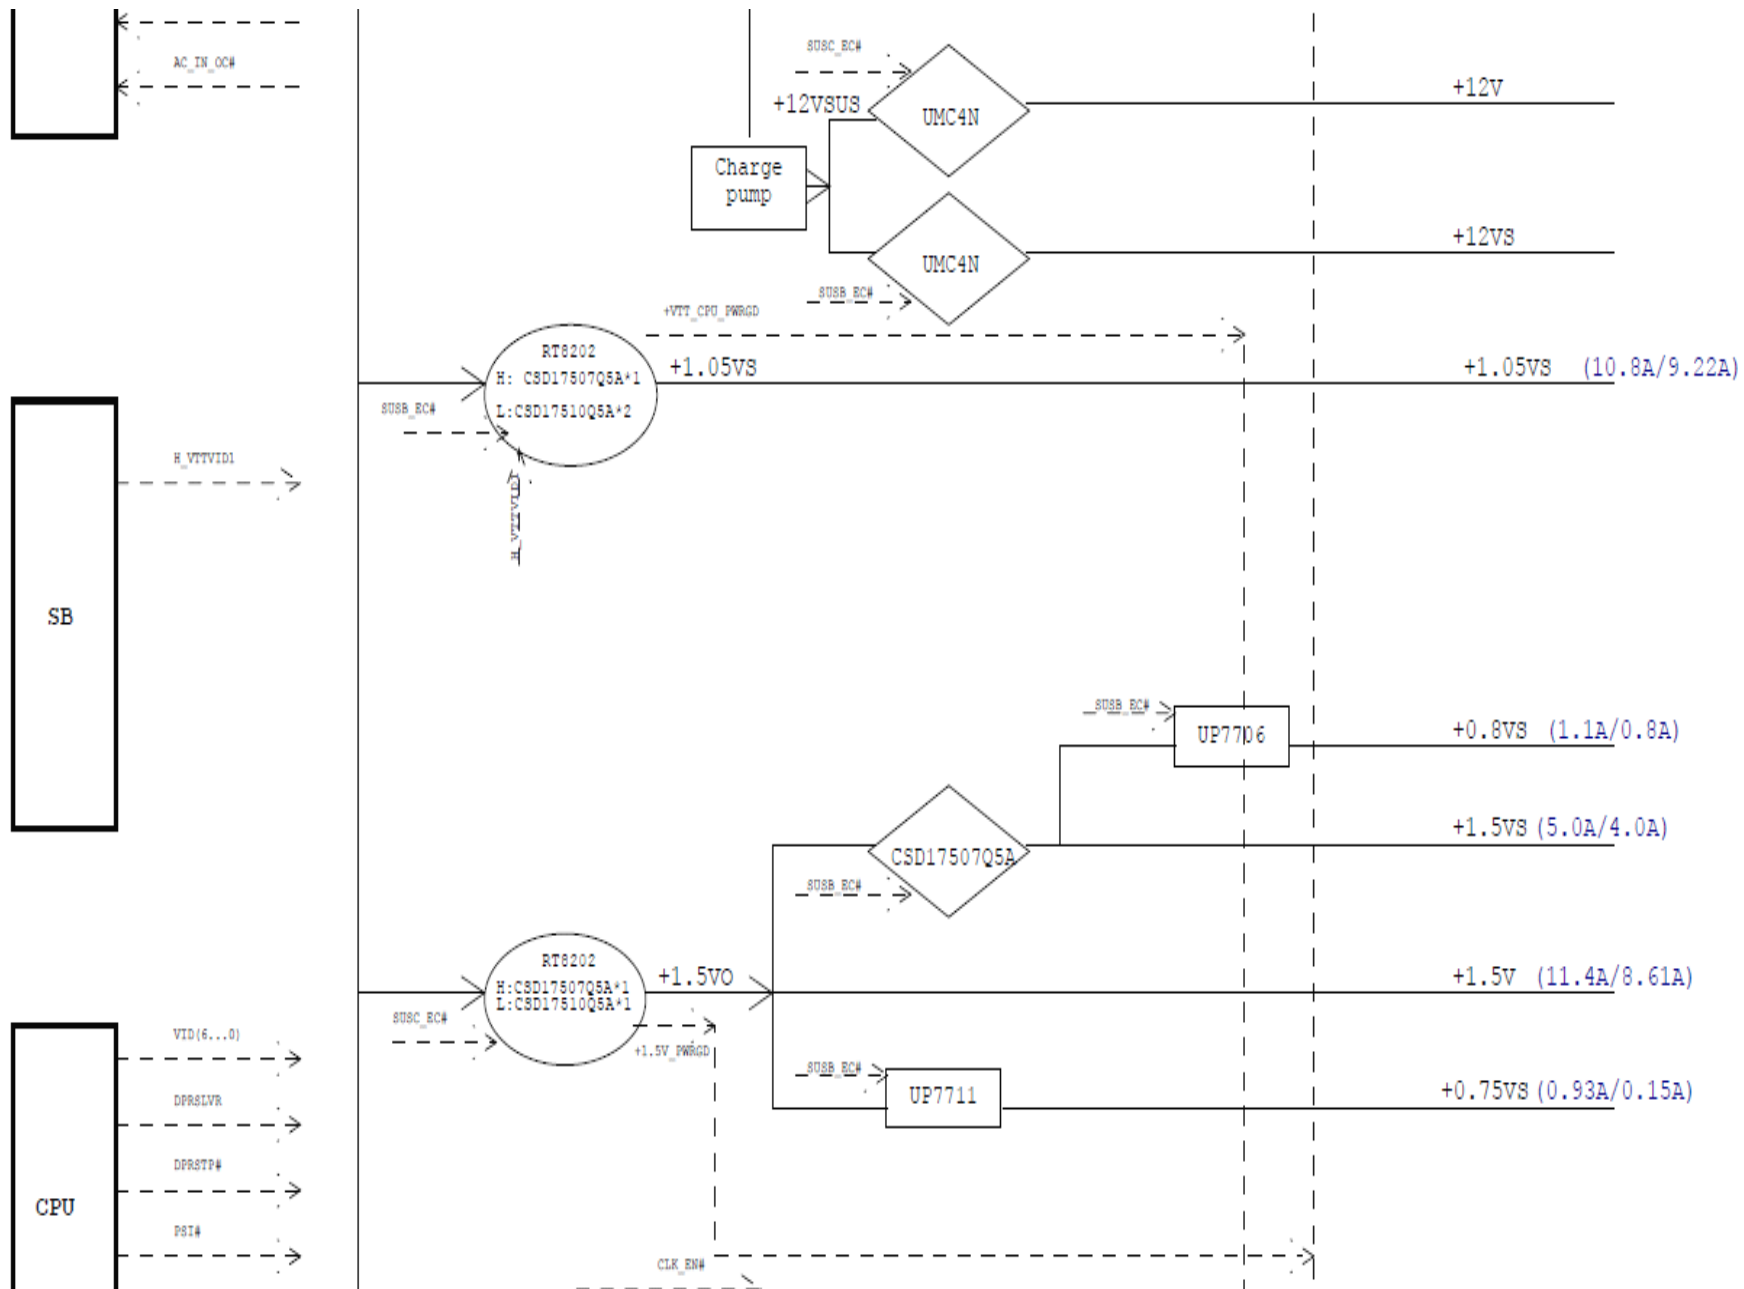 AC_IN_OC#
SUSC_EC#
+12VSUS
UMC4N
+12V
Charge
pump
UMC4N
+12VS
SUSB_EC#
+VTT_CPU_PWRGD
RT8202
H: CSD17507Q5A*1
L:CSD17510Q5A*2
+1.05VS
+1.05VS (10.8A/9.22A)
SUSB_EC#
H_VTTVID1
H_VTTVID1
SB
SUSB_EC#
UP7706
+0.8VS (1.1A/0.8A)
+1.5VS (5.0A/4.0A)
CSD17507Q5A
SUSB_EC#
RT8202
H:CSD17507Q5A*1
L:CSD17510Q5A*1
+1.5VO
+1.5V (11.4A/8.61A)
SUSC_EC#
+1.5V_PWRGD
SUSB_EC#
UP7711
+0.75VS (0.93A/0.15A)
VID(6...0)
DPRSLVR
DPRSTP#
CPU
PSI#
CLK_EN#